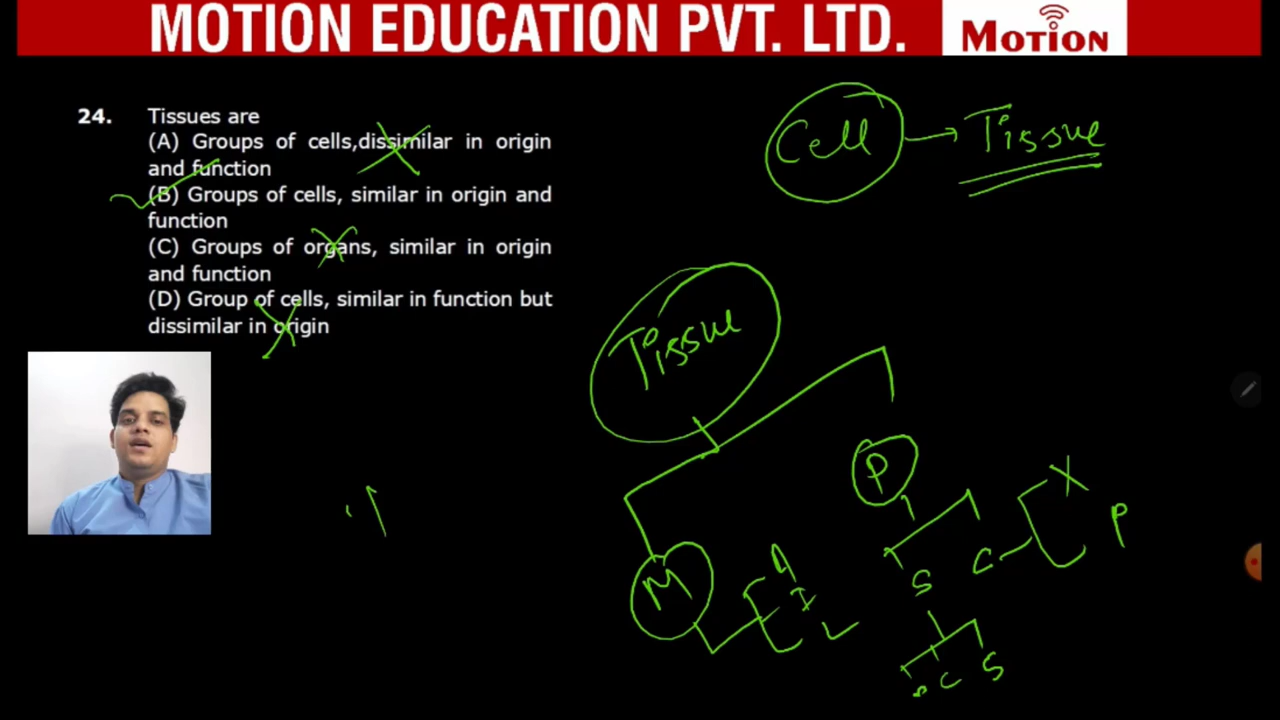 MOTION EDUCATION PVT. LTD.
MOTION
24. Tissues are
(A) Groups of cells,dissimilar in origin
and function
(B) Groups of cells, similar in origin and
function
(C) Groups of organs, similar in origin
and function
(D) Group of cells, similar in function but
dissimilar in origin
Cell → Tissue
Tissue
P
X
P
M
A
I
L
S
C
P C S